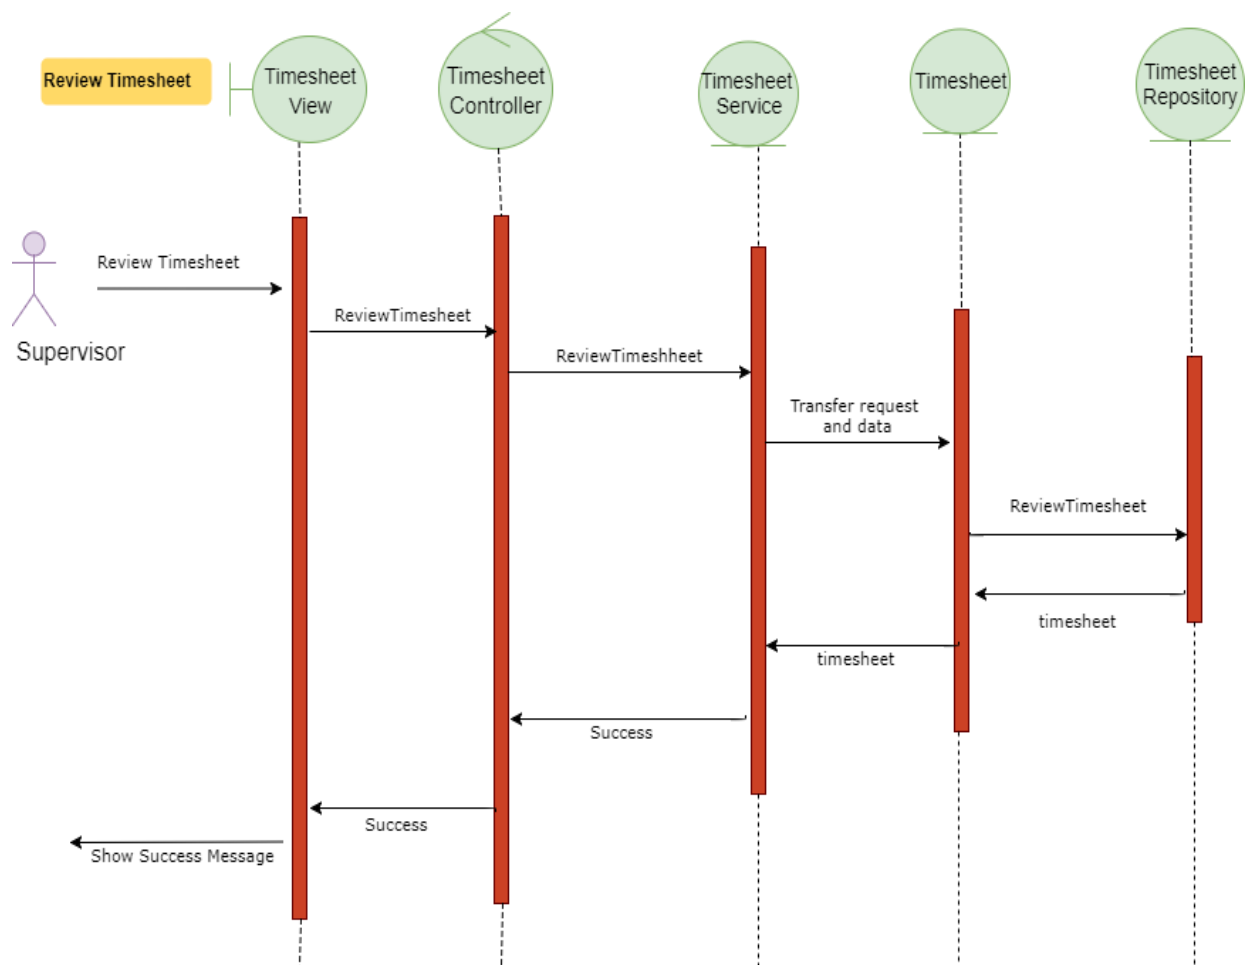 Review Timesheet
Timesheet
View
Timesheet
Controller
Timesheet
Service
Timesheet
Timesheet
Repository
Supervisor
Review Timesheet
ReviewTimesheet
ReviewTimeshheet
Transfer request
and data
ReviewTimesheet
timesheet
timesheet
Success
Success
Show Success Message